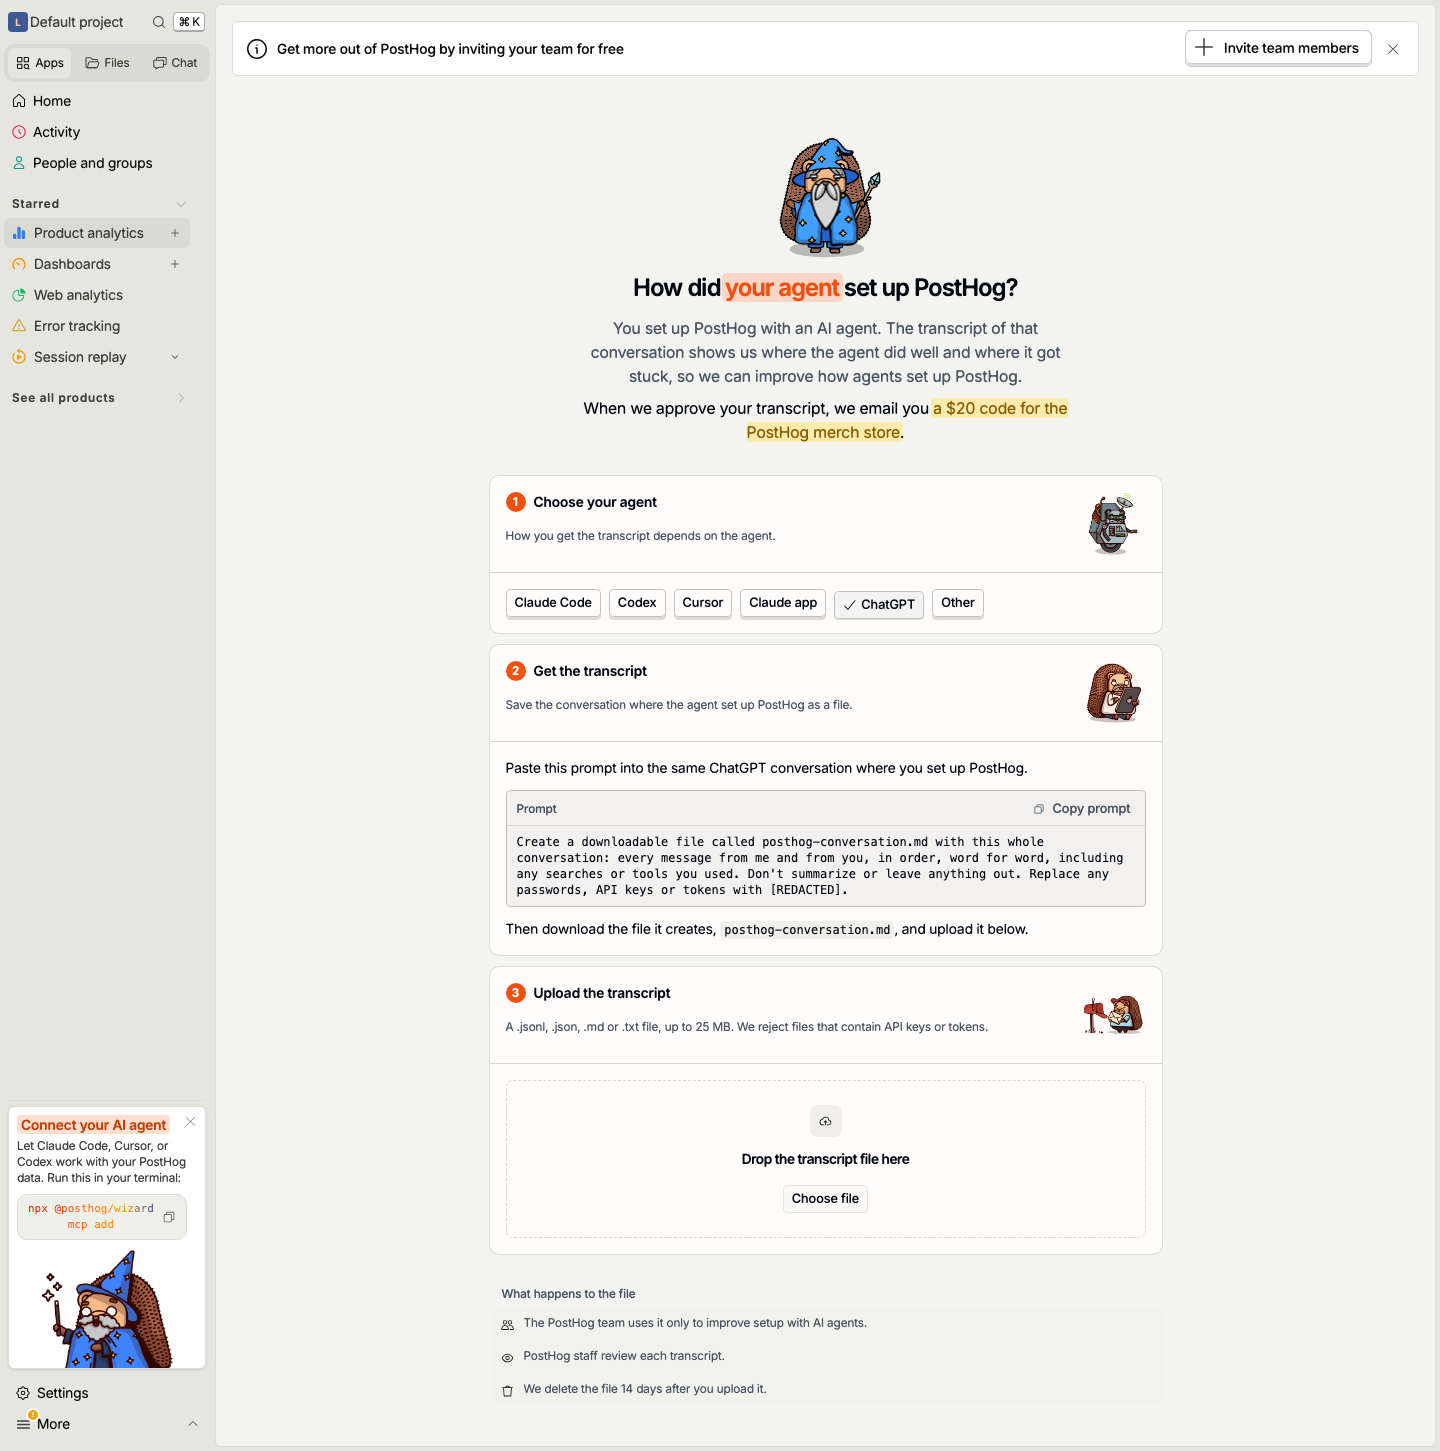 L Default project ⌘ K
Apps Files Chat
Home
Activity
People and groups
Starred
Product analytics
Dashboards
Web analytics
Error tracking
Session replay
See all products
Connect your AI agent
Let Claude Code, Cursor, or
Codex work with your PostHog
data. Run this in your terminal:
npx @posthog/wizard
mcp add
Settings
More
Get more out of PostHog by inviting your team for free
Invite team members
How did your agent set up PostHog?
You set up PostHog with an AI agent. The transcript of that
conversation shows us where the agent did well and where it got
stuck, so we can improve how agents set up PostHog.
When we approve your transcript, we email you a $20 code for the
PostHog merch store.
1 Choose your agent
How you get the transcript depends on the agent.
Claude Code Codex Cursor Claude app ChatGPT Other
2 Get the transcript
Save the conversation where the agent set up PostHog as a file.
Paste this prompt into the same ChatGPT conversation where you set up PostHog.
Prompt Copy prompt
Create a downloadable file called posthog-conversation.md with this whole
conversation: every message from me and from you, in order, word for word, including
any searches or tools you used. Don't summarize or leave anything out. Replace any
passwords, API keys or tokens with [REDACTED].
Then download the file it creates, posthog-conversation.md, and upload it below.
3 Upload the transcript
A .jsonl, .json, .md or .txt file, up to 25 MB. We reject files that contain API keys or tokens.
Drop the transcript file here
Choose file
What happens to the file
The PostHog team uses it only to improve setup with AI agents.
PostHog staff review each transcript.
We delete the file 14 days after you upload it.